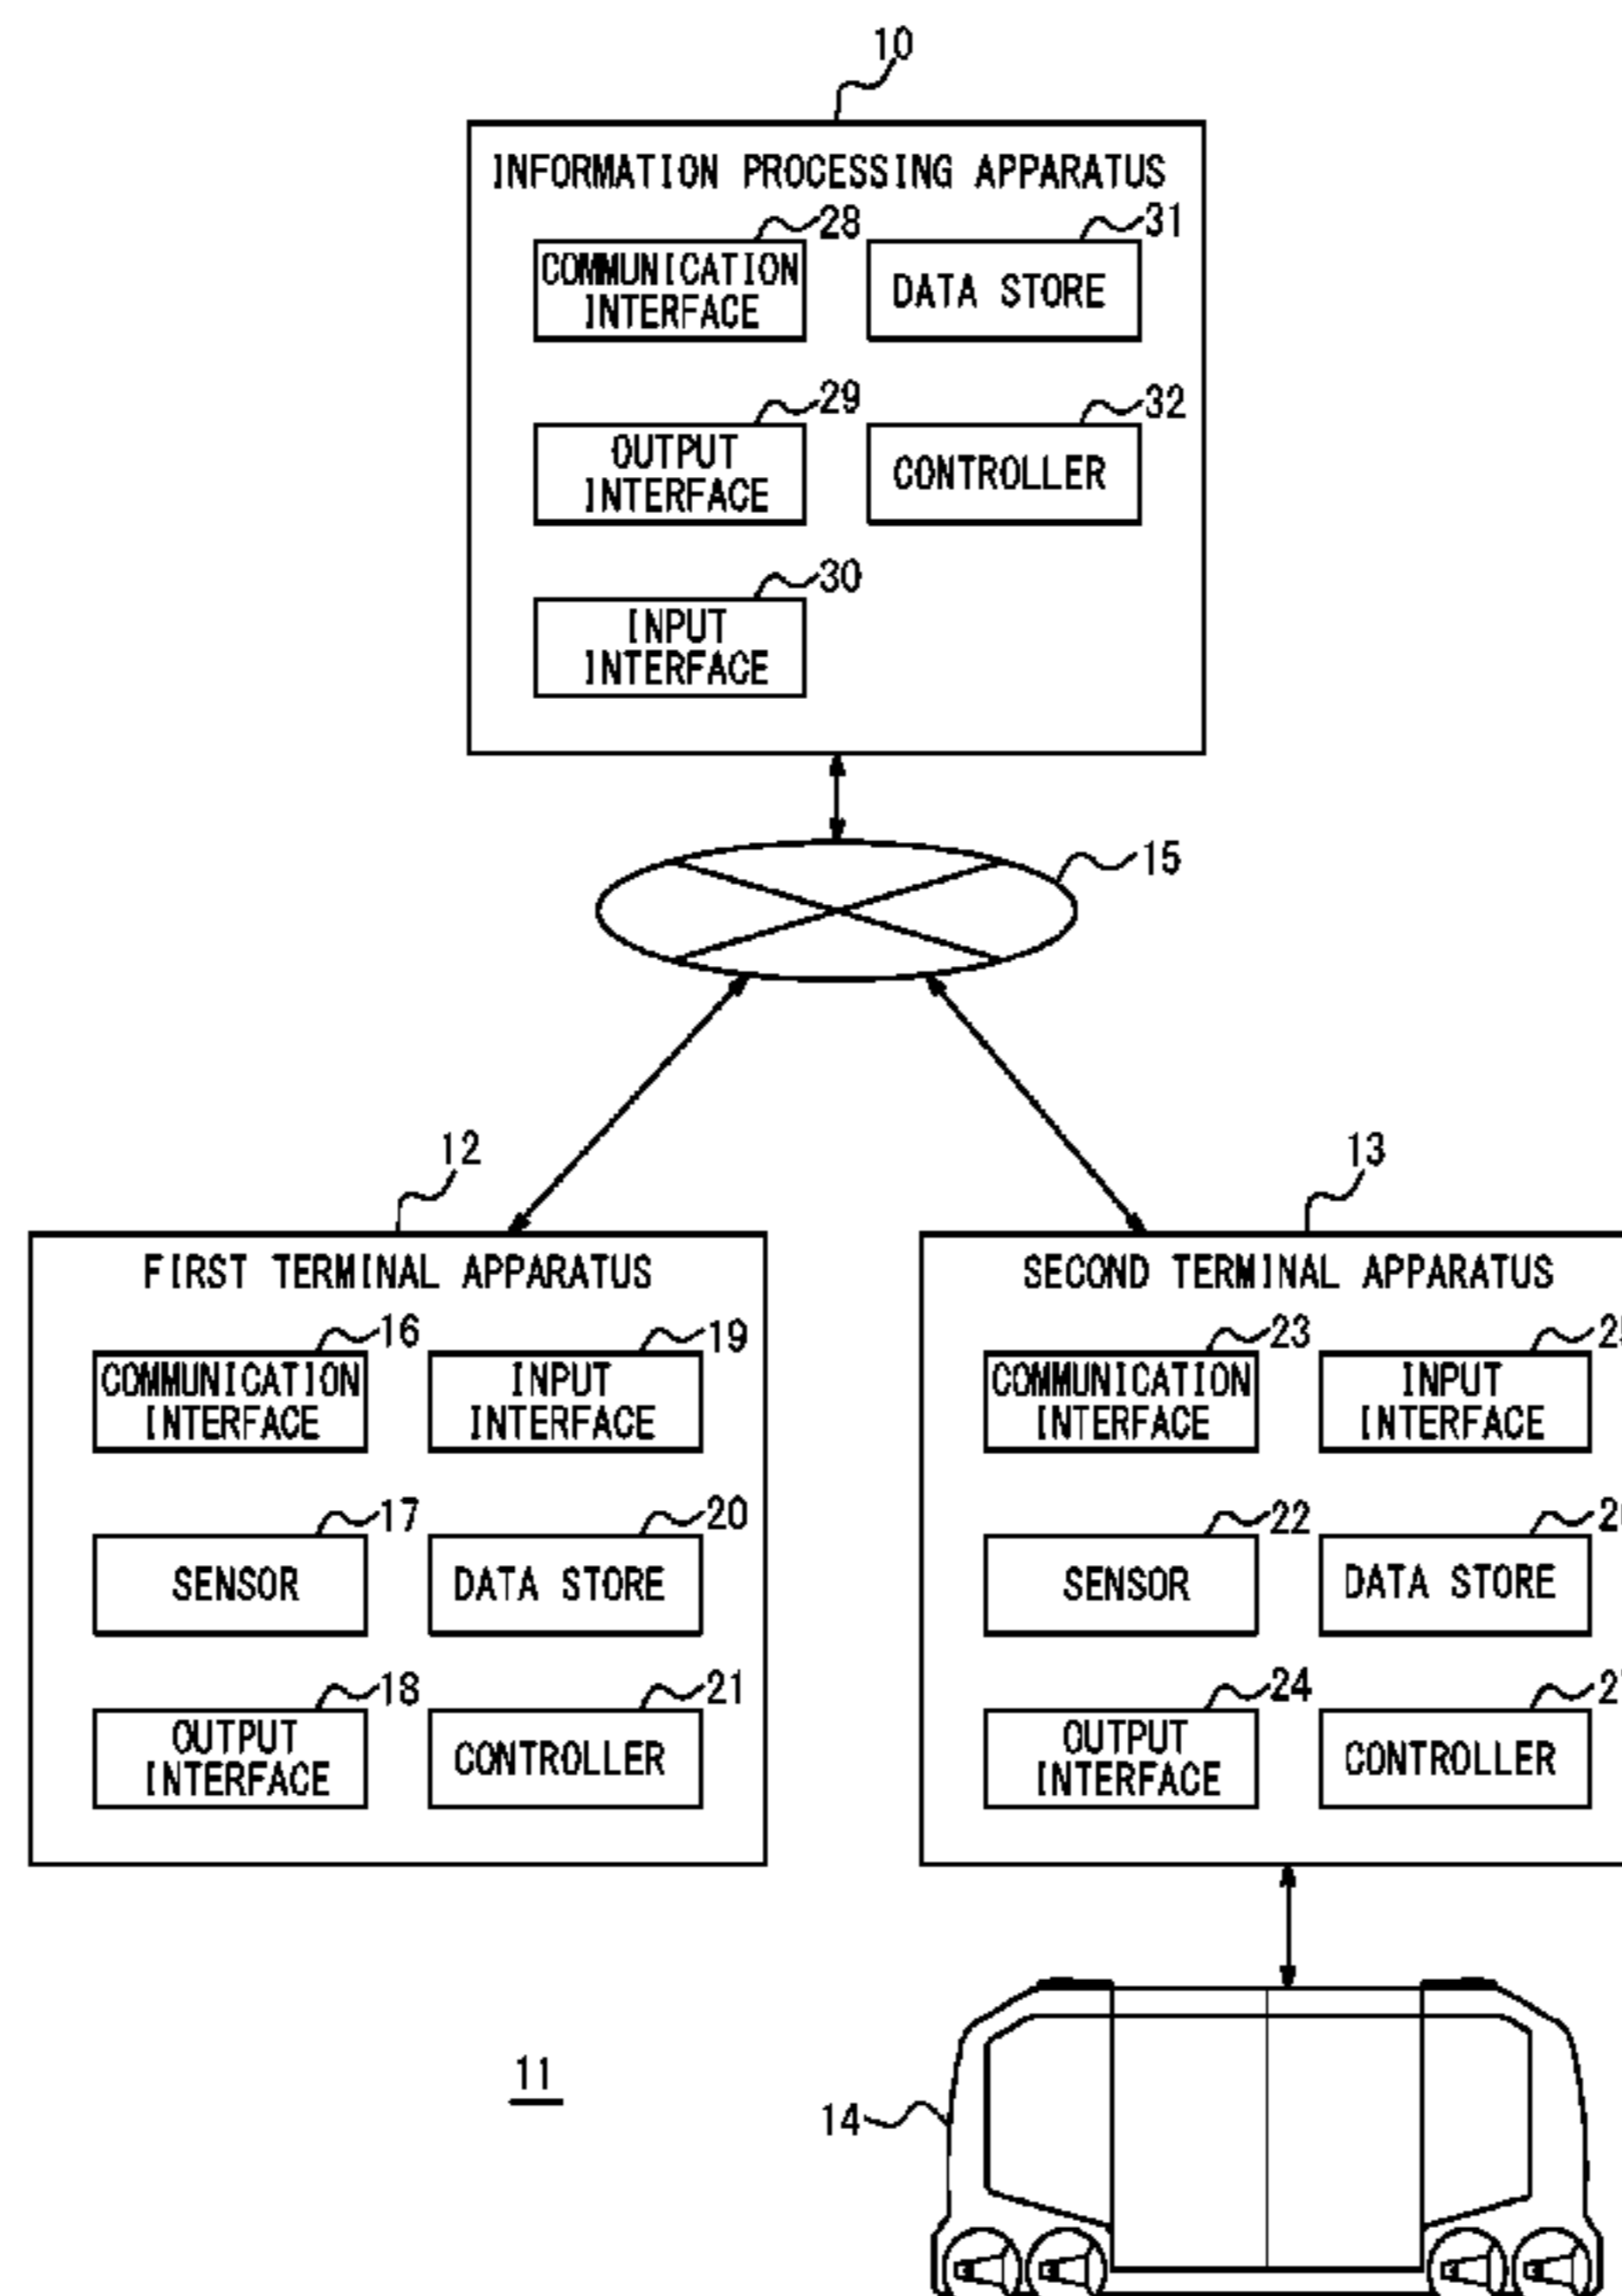 10
INFORMATION PROCESSING APPARATUS
28
31
COMMUNICATION
INTERFACE
DATA STORE
29
32
OUTPUT
INTERFACE
CONTROLLER
30
INPUT
INTERFACE
15
12
13
FIRST TERMINAL APPARATUS
16
19
COMMUNICATION
INTERFACE
INPUT
INTERFACE
17
20
SENSOR
DATA STORE
18
21
OUTPUT
INTERFACE
CONTROLLER
SECOND TERMINAL APPARATUS
23
COMMUNICATION
INTERFACE
INPUT
INTERFACE
22
SENSOR
DATA STORE
24
OUTPUT
INTERFACE
CONTROLLER
11
14